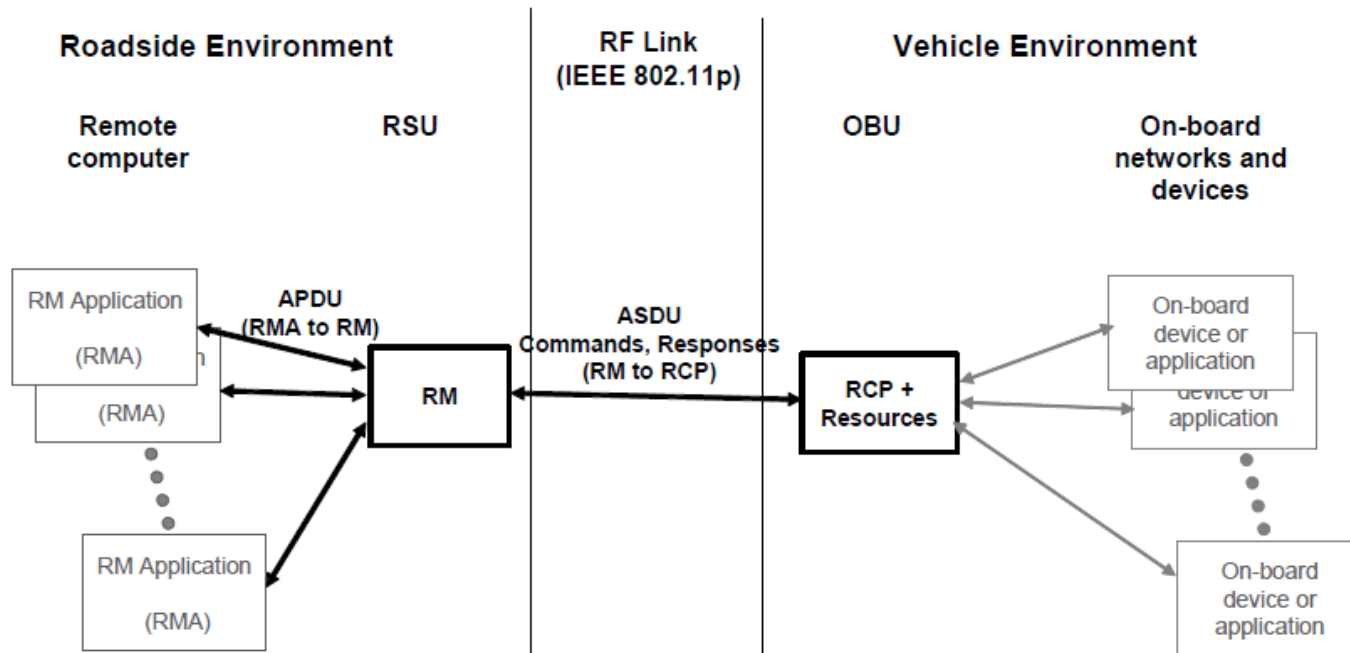 Roadside Environment
RF Link
(IEEE 802.11p)
Vehicle Environment
Remote
computer
RSU
OBU
On-board
networks and
devices
RM Application
(RMA)
n
(RMA)
RM Application
(RMA)
APDU
(RMA to RM)
RM
ASDU
Commands, Responses
(RM to RCP)
RCP +
Resources
On-board
device or
application
device or
application
On-board
device or
application